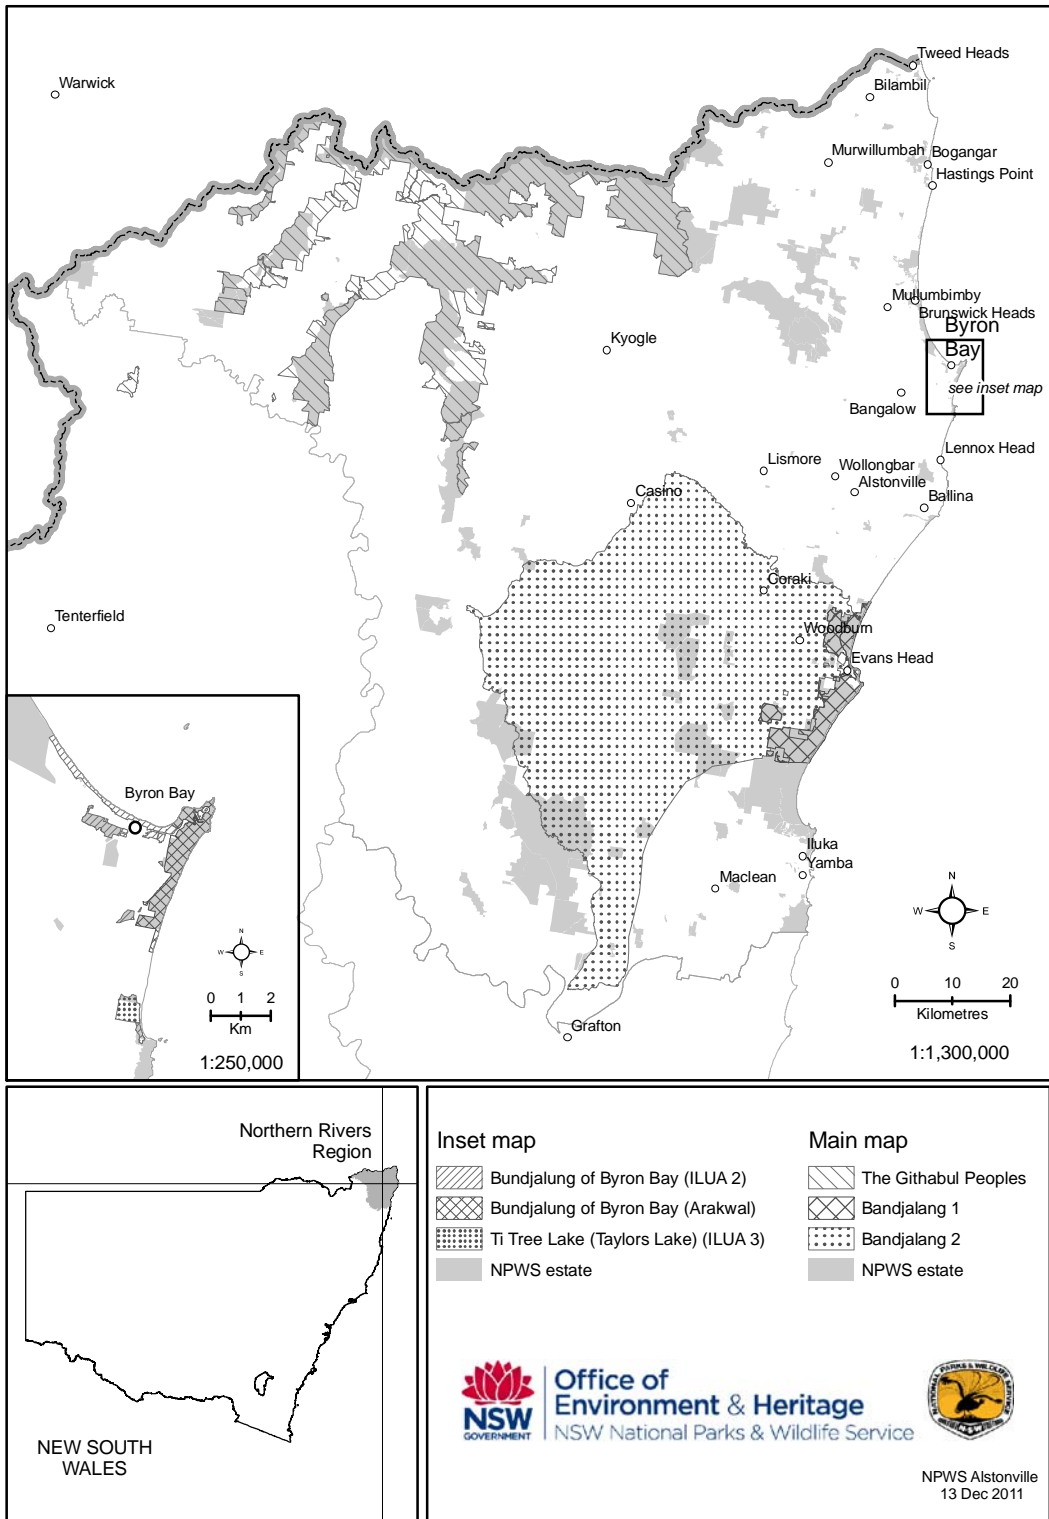 Warwick
Tweed Heads
Bilambil
Murwillumbah
Bogangar
Hastings Point
Mullumbimby
Brunswick Heads
Byron
Bay
see inset map
Kyogle
Bangalow
Lennox Head
Lismore
Wollongbar
Alstonville
Casino
Ballina
Coraki
Tenterfield
Woodburn
Evans Head
Iluka
Yamba
Maclean
Grafton
N
W E
S
0 10 20
Kilometres
1:1,300,000
Byron Bay
N
W E
S
0 1 2
Km
1:250,000
Northern Rivers
Region
NEW SOUTH
WALES
Inset map
Bundjalung of Byron Bay (ILUA 2)
Bundjalung of Byron Bay (Arakwal)
Ti Tree Lake (Taylors Lake) (ILUA 3)
NPWS estate
Main map
The Githabul Peoples
Bandjalang 1
Bandjalang 2
NPWS estate
NSW
GOVERNMENT
Office of
Environment & Heritage
NSW National Parks & Wildlife Service
NATIONAL PARKS & WILDLIFE SERVICE
NSW
NPWS Alstonville
13 Dec 2011